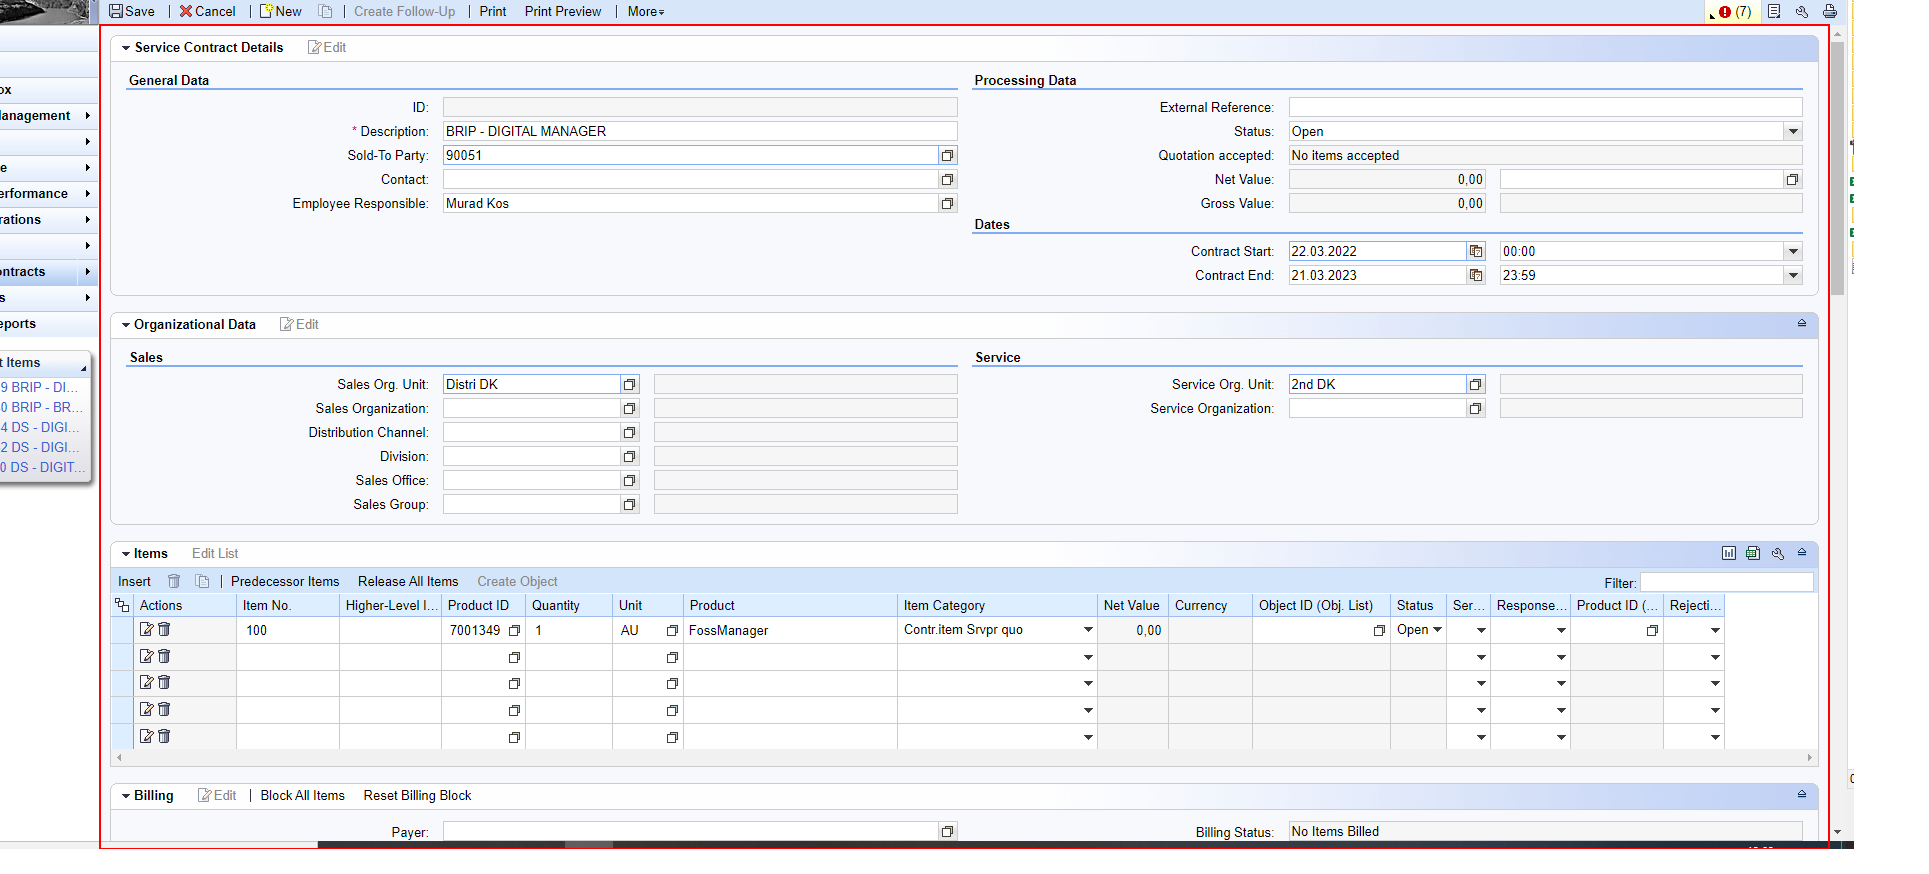 Save | Cancel | New | Create Follow-Up | Print Print Preview | More (7)
ox
anagement
e
erformance
rations
ontracts
s
eports
t Items
9 BRIP - DI...
0 BRIP - BR...
4 DS - DIGI...
2 DS - DIGI...
0 DS - DIGIT...
Service Contract Details Edit
General Data
ID:
* Description: BRIP - DIGITAL MANAGER
Sold-To Party: 90051
Contact:
Employee Responsible: Murad Kos
Processing Data
External Reference:
Status: Open
Quotation accepted: No items accepted
Net Value: 0,00
Gross Value: 0,00
Dates
Contract Start: 22.03.2022 00:00
Contract End: 21.03.2023 23:59
Organizational Data Edit
Sales
Sales Org. Unit: Distri DK
Sales Organization:
Distribution Channel:
Division:
Sales Office:
Sales Group:
Service
Service Org. Unit: 2nd DK
Service Organization:
Items Edit List
Insert | Predecessor Items Release All Items Create Object Filter:
Actions Item No. Higher-Level I... Product ID Quantity Unit Product Item Category Net Value Currency Object ID (Obj. List) Status Ser... Response... Product ID (... Rejecti...
100 7001349 1 AU FossManager Contr.item Srvpr quo 0,00 Open
Billing Edit | Block All Items Reset Billing Block
Payer:
Billing Status: No Items Billed